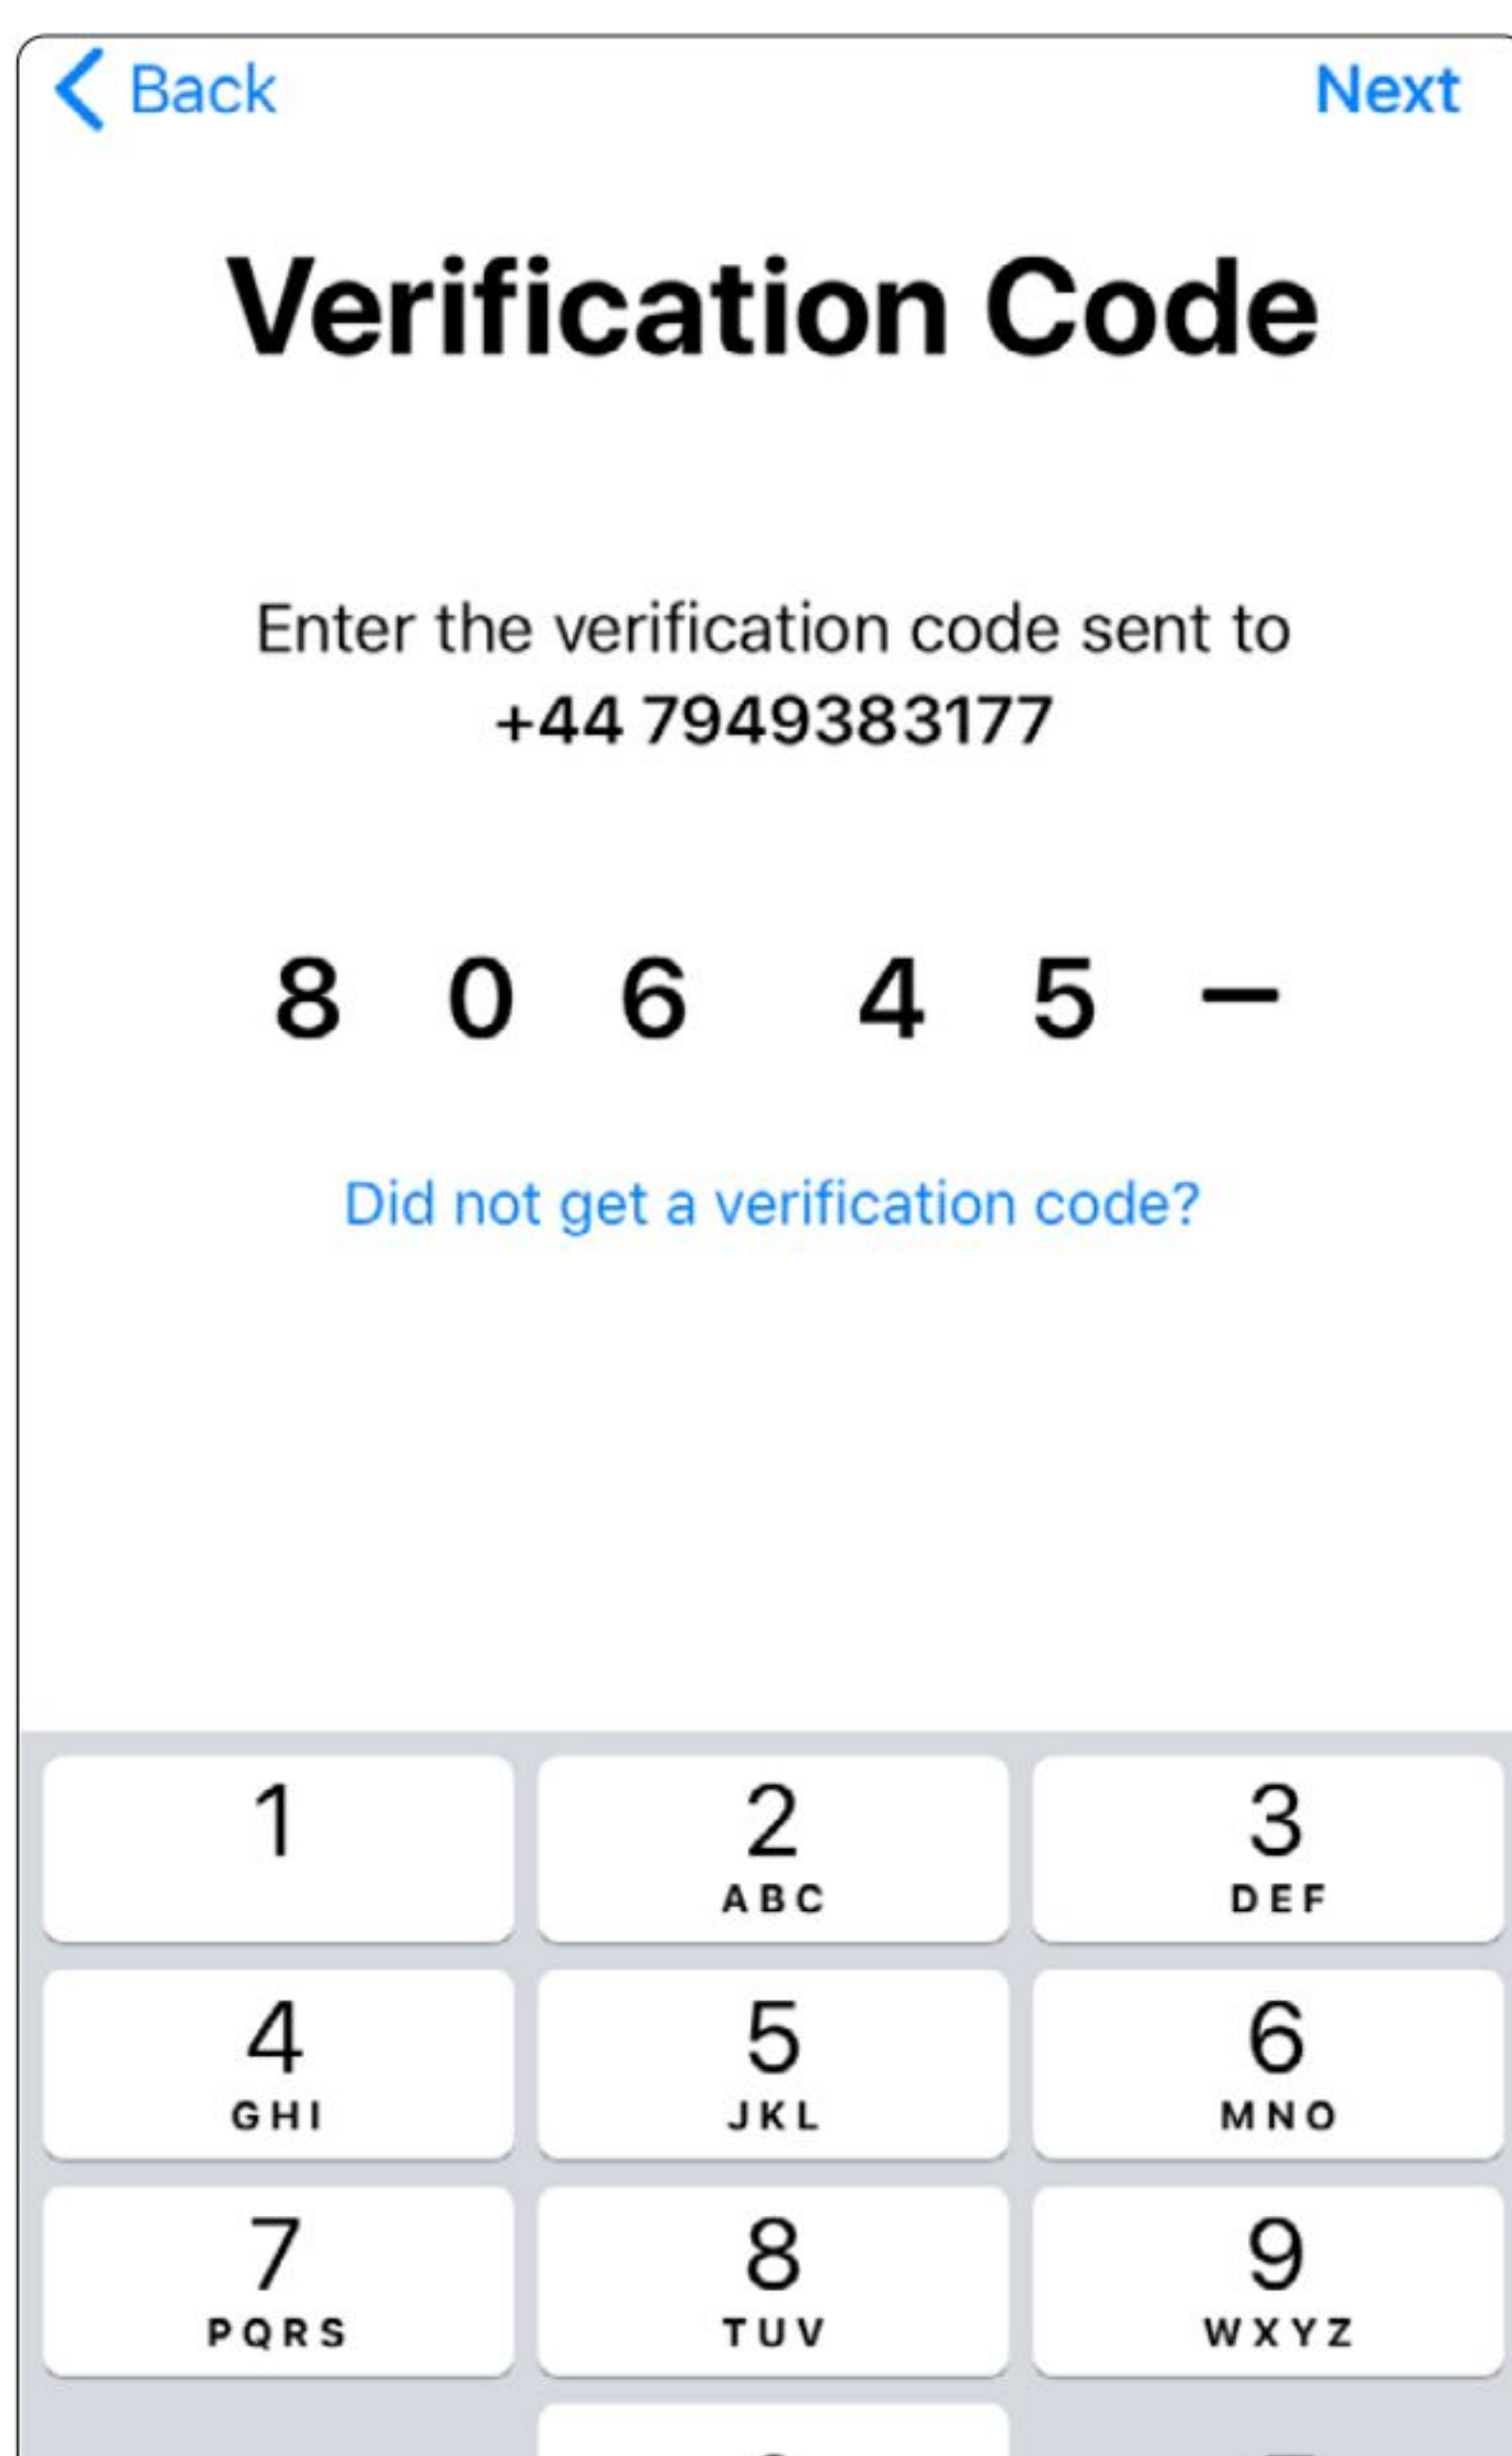 Back
Next
Verification Code
Enter the verification code sent to
+44 7949383177
8 0 6 4 5 –
Did not get a verification code?
1
2
ABC
3
DEF
4
GHI
5
JKL
6
MNO
7
PQRS
8
TUV
9
WXYZ